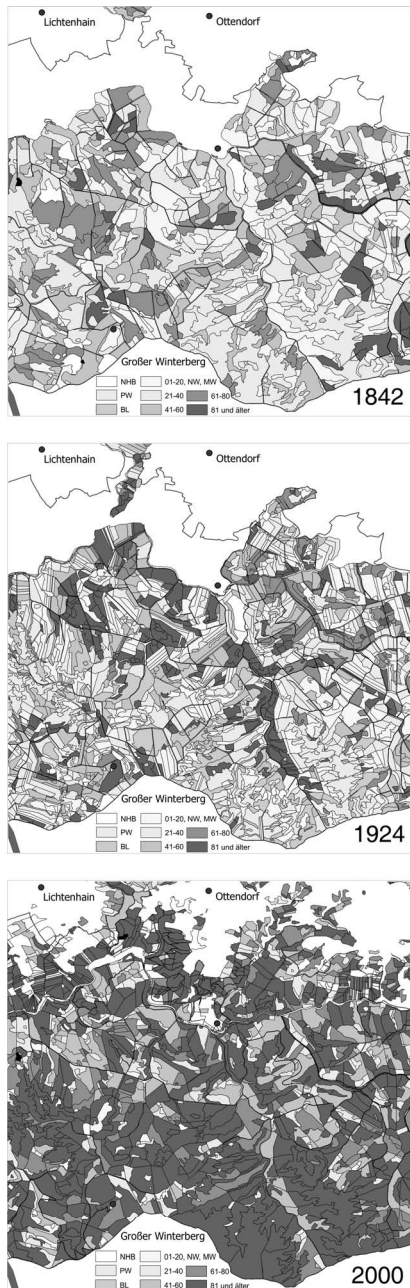 Lichtenhain
Ottendorf
Großer Winterberg
NHB 01-20, NW, MW
PW 21-40 61-80
BL 41-60 81 und älter
1842
Lichtenhain
Ottendorf
Großer Winterberg
NHB 01-20, NW, MW
PW 21-40 61-80
BL 41-60 81 und älter
1924
Lichtenhain
Ottendorf
Großer Winterberg
NHB 01-20, NW, MW
PW 21-40 61-80
BL 41-60 81 und älter
2000